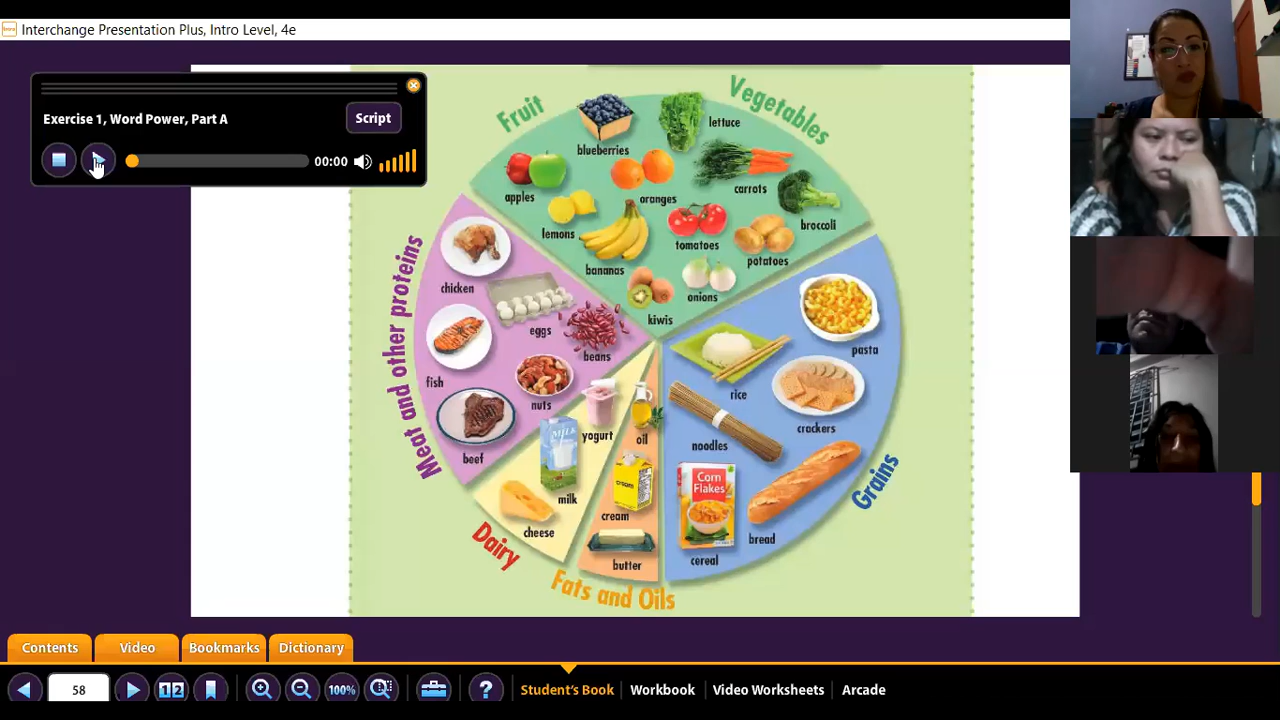 Interchange Presentation Plus, Intro Level, 4e
Exercise 1, Word Power, Part A
Script
00:00
Fruit
Vegetables
blueberries
lettuce
apples
oranges
carrots
lemons
bananas
tomatoes
broccoli
potatoes
kiwis
onions
Meat and other proteins
chicken
eggs
beans
fish
nuts
beef
Dairy
yogurt
MILK
milk
cheese
Fats and Oils
oil
cream
butter
Grains
pasta
rice
crackers
noodles
Corn
Flakes
bread
cereal
Contents
Video
Bookmarks
Dictionary
58
1 2
100%
?
Student's Book
Workbook
Video Worksheets
Arcade